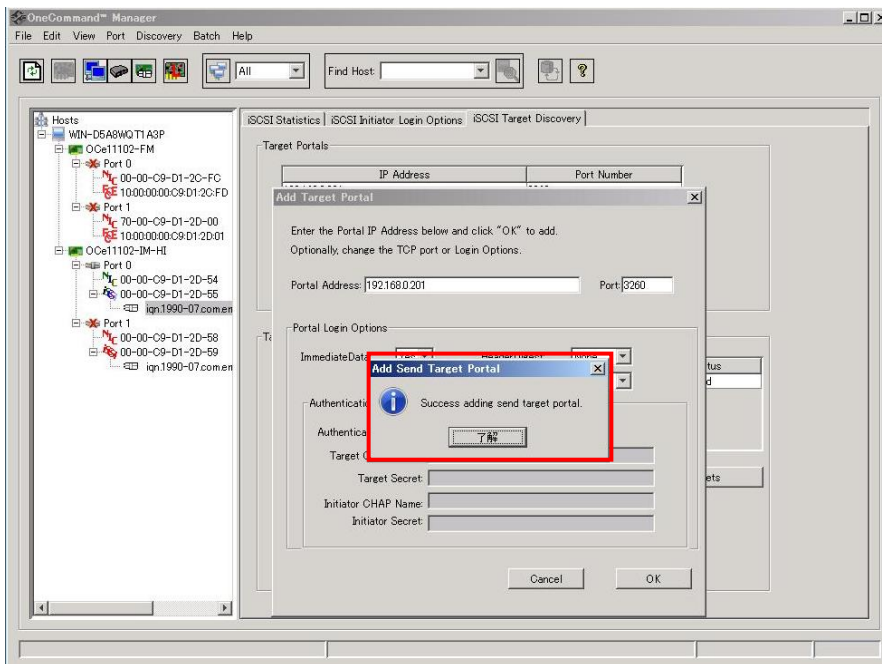 OneCommand™ Manager
File Edit View Port Discovery Batch Help
All
Find Host:
Hosts
WIN-D5A8WQT1A3P
OCe11102-FM
Port 0
00-00-C9-D1-2C-FC
10:00:00:00:C9:D1:2C:FD
Port 1
70-00-C9-D1-2D-00
10:00:00:00:C9:D1:2D:01
OCe11102-IM-HI
Port 0
00-00-C9-D1-2D-54
00-00-C9-D1-2D-55
iqn.1990-07.com.em
Port 1
00-00-C9-D1-2D-58
00-00-C9-D1-2D-59
iqn.1990-07.com.em
iSCSI Statistics iSCSI Initiator Login Options iSCSI Target Discovery
Target Portals
IP Address Port Number
Add Target Portal
Enter the Portal IP Address below and click "OK" to add.
Optionally, change the TCP port or Login Options.
Portal Address: 192.168.0.201 Port: 3260
Portal Login Options
ImmediateData
Add Send Target Portal
Success adding send target portal.
了解
Target Secret:
Initiator CHAP Name:
Initiator Secret:
Cancel OK